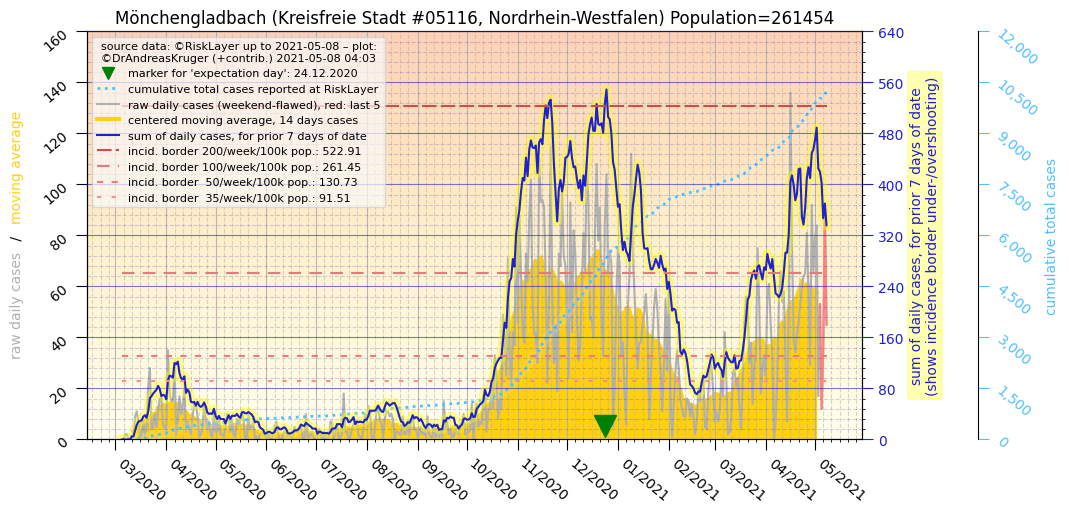 Mönchengladbach (Kreisfreie Stadt #05116, Nordrhein-Westfalen) Population=261454
source data: ©RiskLayer up to 2021-05-08 – plot:
©DrAndreasKruger (+contrib.) 2021-05-08 04:03
marker for 'expectation day': 24.12.2020
cumulative total cases reported at RiskLayer
raw daily cases (weekend-flawed), red: last 5
centered moving average, 14 days cases
sum of daily cases, for prior 7 days of date
incid. border 200/week/100k pop.: 522.91
incid. border 100/week/100k pop.: 261.45
incid. border  50/week/100k pop.: 130.73
incid. border  35/week/100k pop.: 91.51
raw daily cases / moving average
160
140
120
100
80
60
40
20
0
03/2020
04/2020
05/2020
06/2020
07/2020
08/2020
09/2020
10/2020
11/2020
12/2020
01/2021
02/2021
03/2021
04/2021
05/2021
640
560
480
400
320
240
160
80
0
sum of daily cases, for prior 7 days of date
(shows incidence border under-/overshooting)
12,000
10,500
9,000
7,500
6,000
4,500
3,000
1,500
0
cumulative total cases